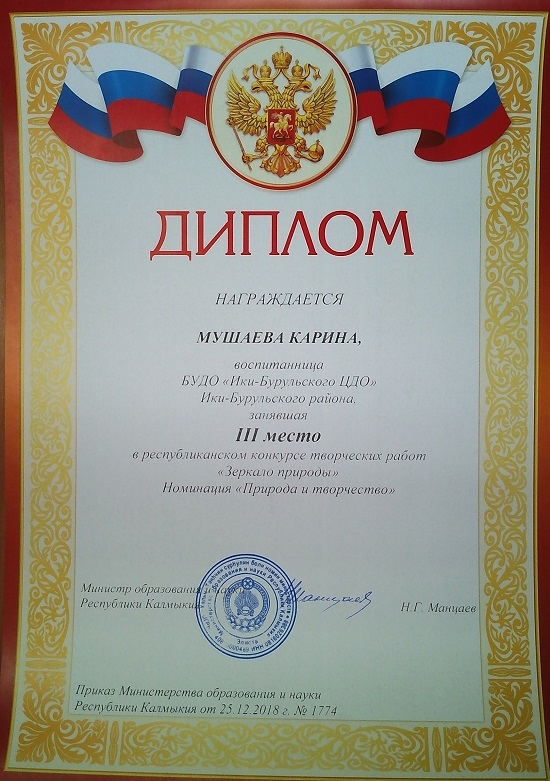 ДИПЛОМ
НАГРАЖДАЕТСЯ
МУШАЕВА КАРИНА,
воспитанница
БУДО «Ики-Бурульского ЦДО»
Ики-Бурульского района,
занявшая
III место
в республиканском конкурсе творческих работ
«Зеркало природы»
Номинация «Природа и творчество»
Министр образования и науки
Республики Калмыкия
Н.Г. Манцаев
Элиста
Приказ Министерства образования и науки
Республики Калмыкия от 25.12.2018 г. № 1774